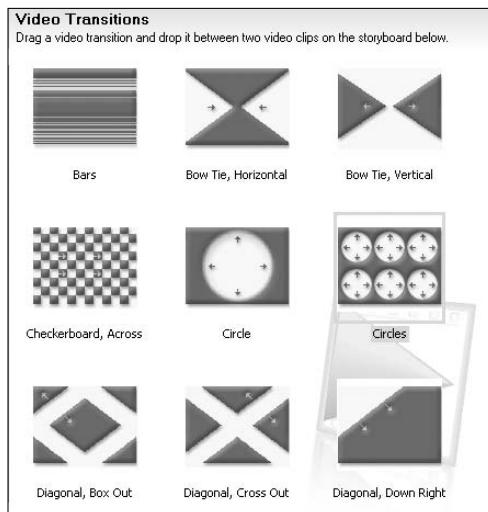 Video Transitions
Drag a video transition and drop it between two video clips on the storyboard below.
Bars
Bow Tie, Horizontal
Bow Tie, Vertical
Checkerboard, Across
Circle
Circles
Diagonal, Box Out
Diagonal, Cross Out
Diagonal, Down Right